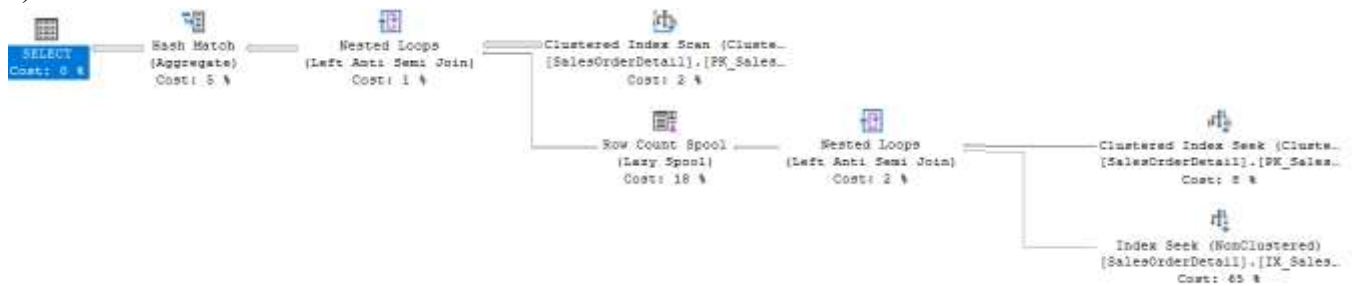 SELECT
Cost: 0 %
Hash Match
(Aggregate)
Cost: 5 %
Nested Loops
(Left Anti Semi Join)
Cost: 1 %
Clustered Index Scan (Cluste…
[SalesOrderDetail].[PK_Sales…
Cost: 2 %
Row Count Spool
(Lazy Spool)
Cost: 18 %
Nested Loops
(Left Anti Semi Join)
Cost: 2 %
Clustered Index Seek (Cluste…
[SalesOrderDetail].[PK_Sales…
Cost: 8 %
Index Seek (NonClustered)
[SalesOrderDetail].[IX_Sales…
Cost: 65 %